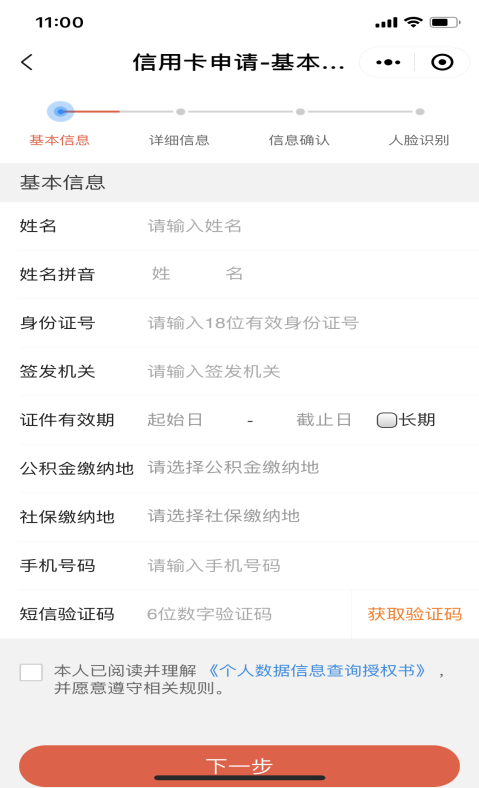 11:00
信用卡申请-基本...
基本信息 详细信息 信息确认 人脸识别
基本信息
姓名 请输入姓名
姓名拼音 姓 名
身份证号 请输入18位有效身份证号
签发机关 请输入签发机关
证件有效期 起始日 - 截止日 长期
公积金缴纳地 请选择公积金缴纳地
社保缴纳地 请选择社保缴纳地
手机号码 请输入手机号码
短信验证码 6位数字验证码 获取验证码
本人已阅读并理解《个人数据信息查询授权书》,
并愿意遵守相关规则。
下一步